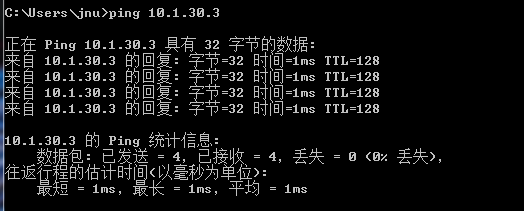 C:\Users\jnu>ping 10.1.30.3
正在 Ping 10.1.30.3 具有 32 字节的数据:
来自 10.1.30.3 的回复: 字节=32 时间=1ms TTL=128
来自 10.1.30.3 的回复: 字节=32 时间=1ms TTL=128
来自 10.1.30.3 的回复: 字节=32 时间=1ms TTL=128
来自 10.1.30.3 的回复: 字节=32 时间=1ms TTL=128
10.1.30.3 的 Ping 统计信息:
数据包: 已发送 = 4, 已接收 = 4, 丢失 = 0 (0% 丢失),
往返行程的估计时间(以毫秒为单位):
最短 = 1ms, 最长 = 1ms, 平均 = 1ms